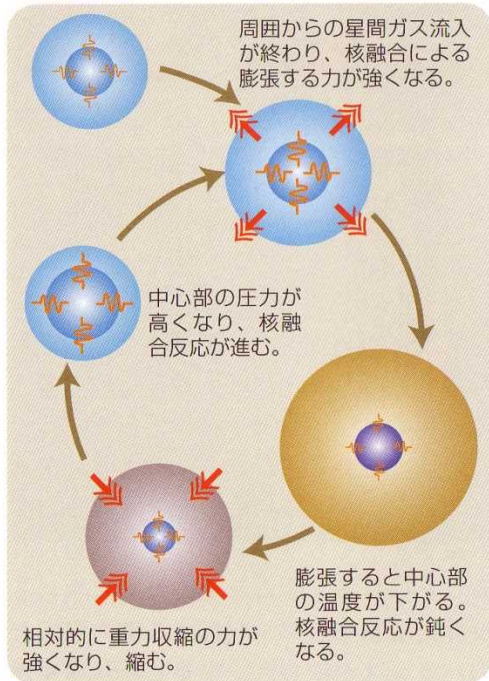 周囲からの星間ガス流入
が終わり、核融合による
膨張する力が強くなる。
中心部の圧力が
高くなり、核融
合反応が進む。
膨張すると中心部
の温度が下がる。
核融合反応が鈍く
なる。
相対的に重力収縮の力が
強くなり、縮む。